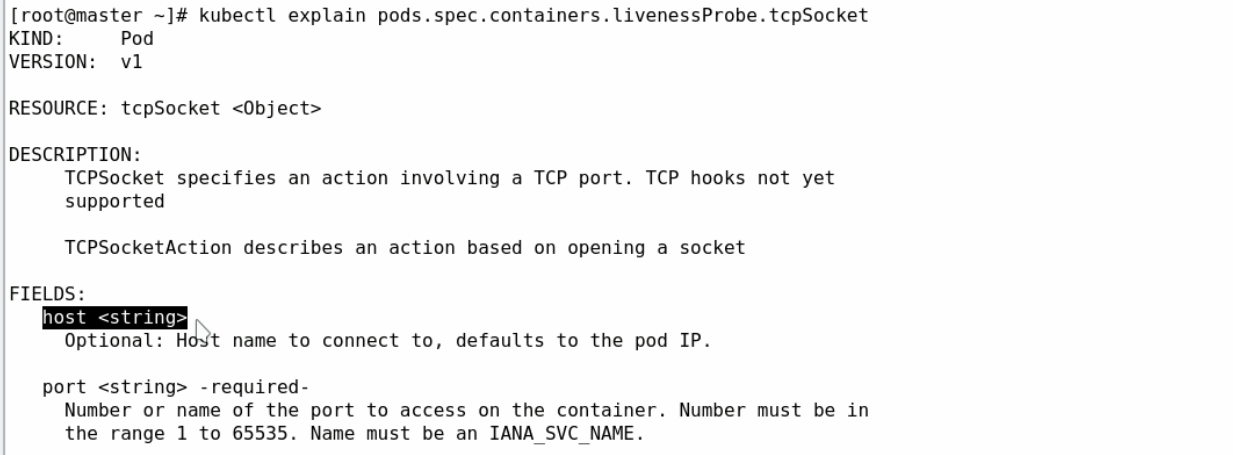 [root@master ~]# kubectl explain pods.spec.containers.livenessProbe.tcpSocket
KIND:     Pod
VERSION:  v1

RESOURCE: tcpSocket <Object>

DESCRIPTION:
     TCPSocket specifies an action involving a TCP port. TCP hooks not yet
     supported

     TCPSocketAction describes an action based on opening a socket

FIELDS:
   host <string>
     Optional: Host name to connect to, defaults to the pod IP.

   port <string> -required-
     Number or name of the port to access on the container. Number must be in
     the range 1 to 65535. Name must be an IANA_SVC_NAME.